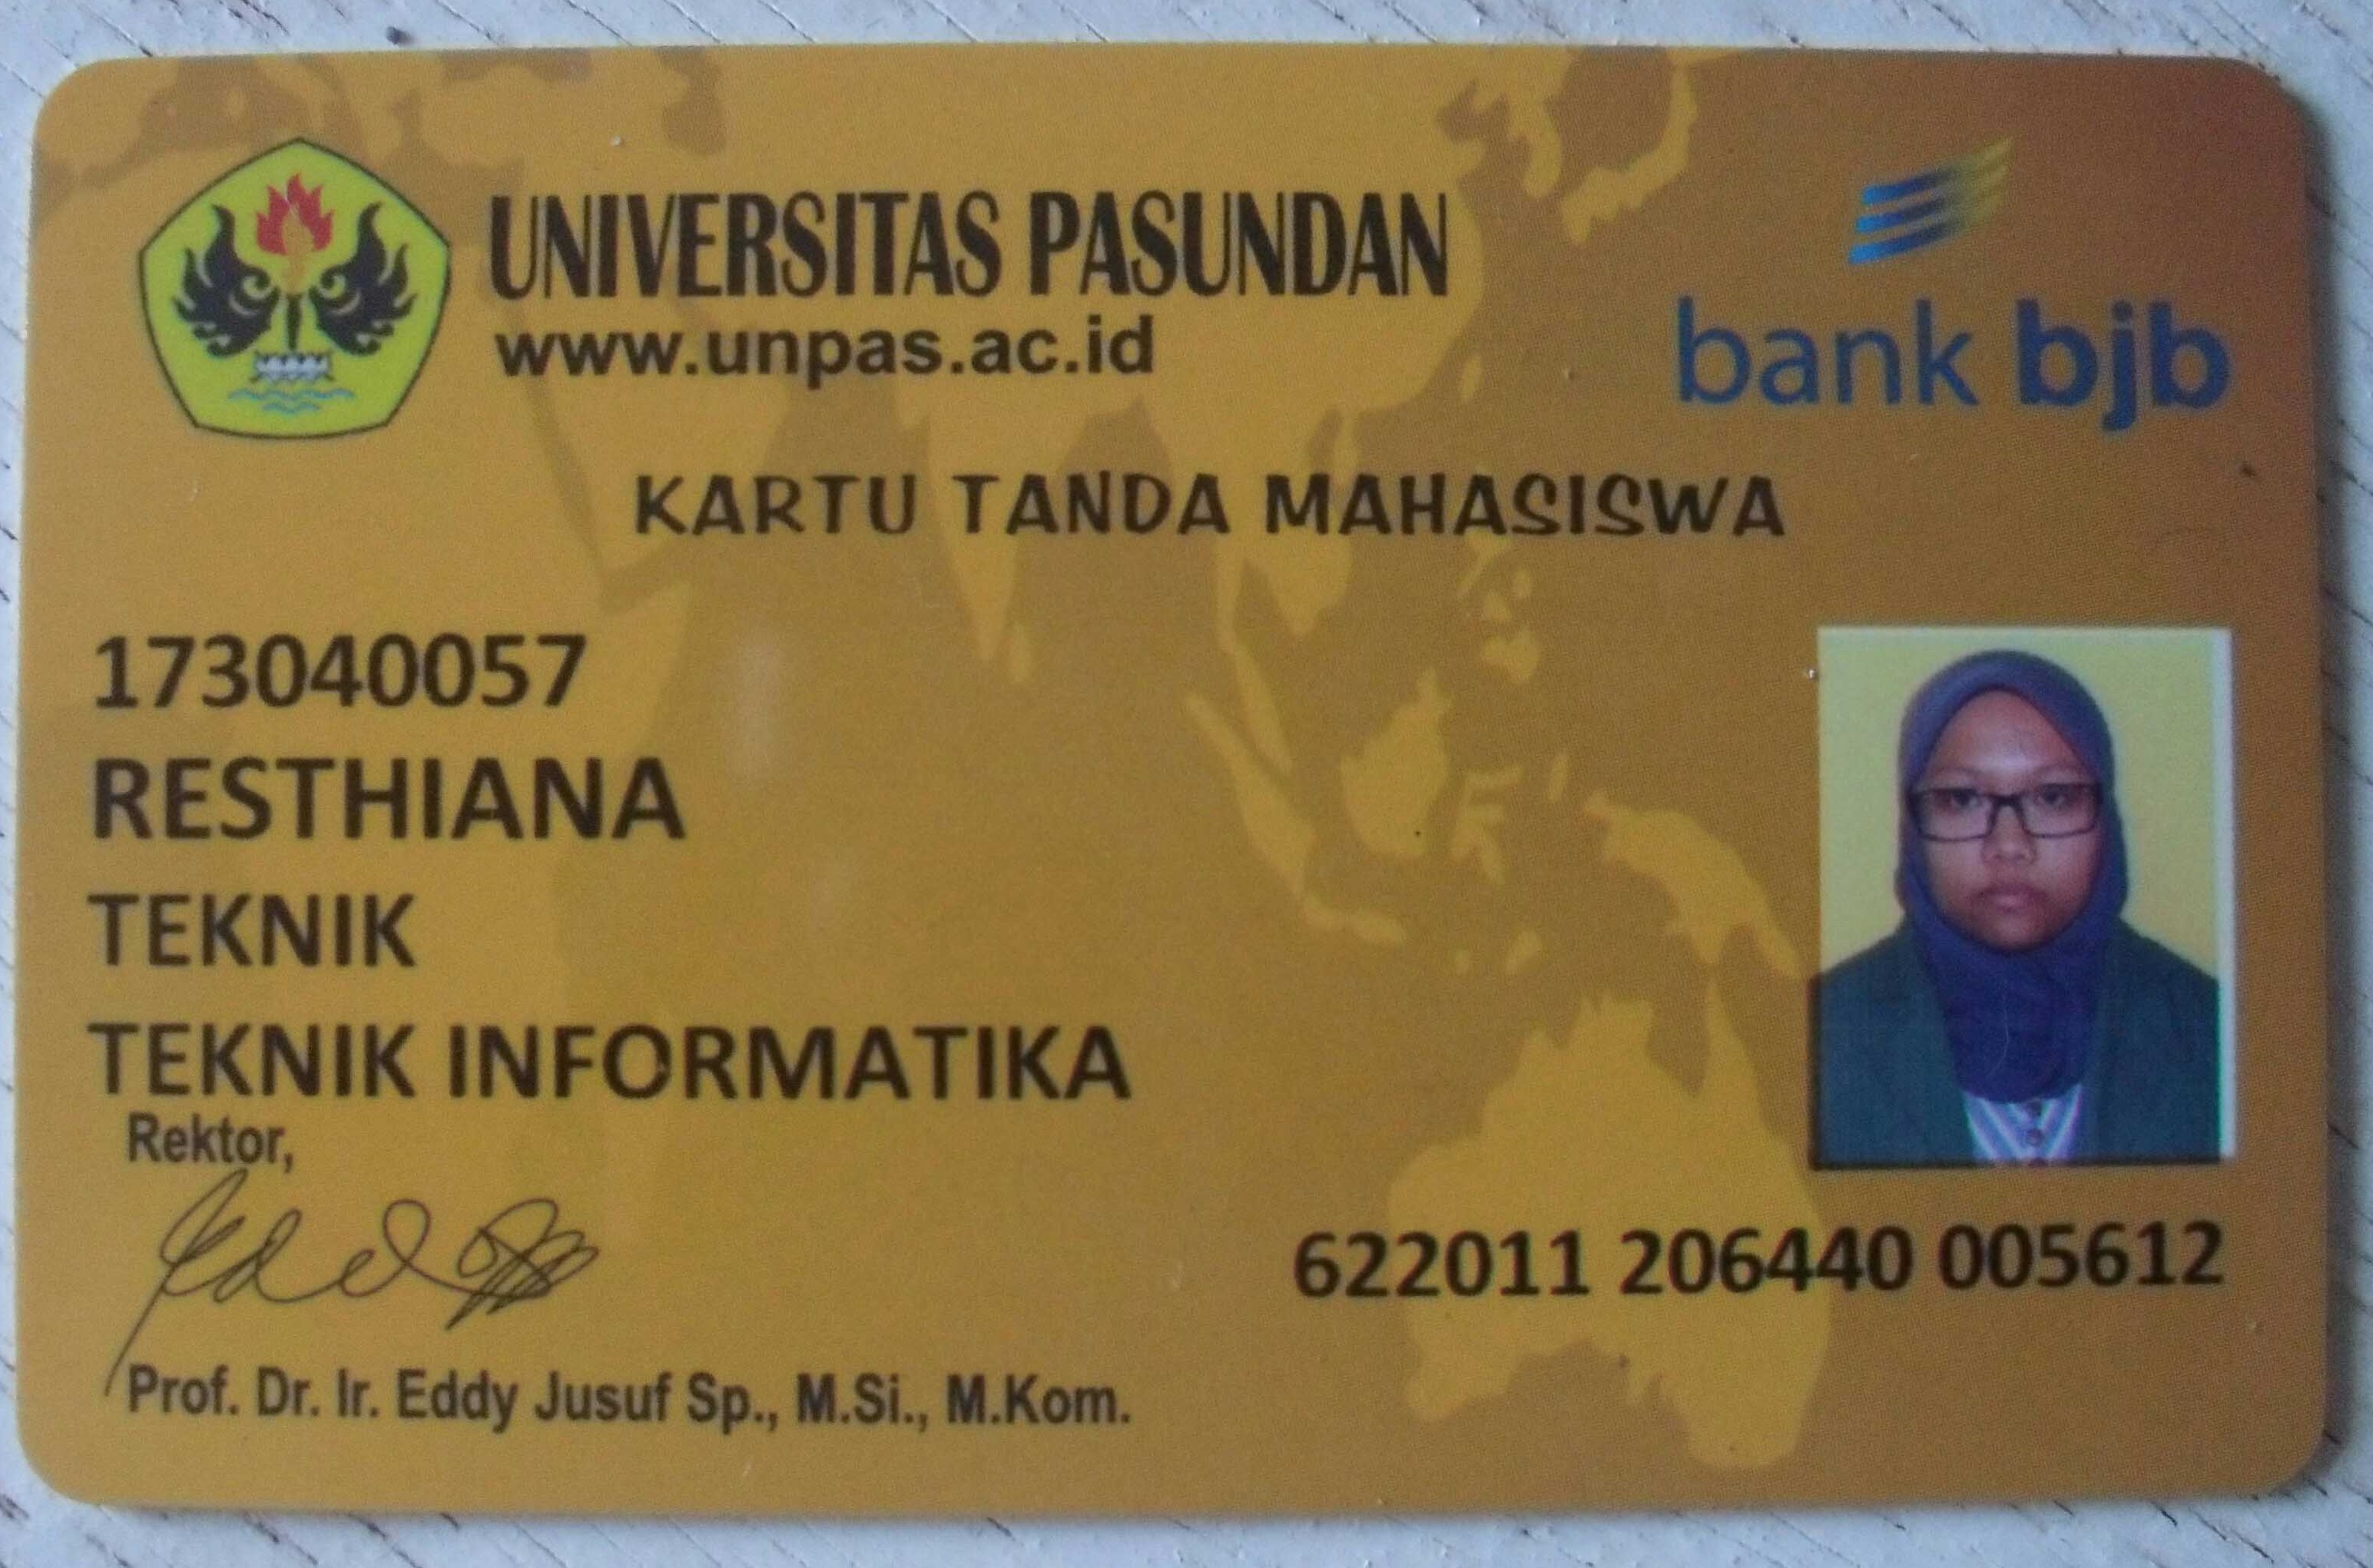 UNIVERSITAS PASUNDAN
www.unpas.ac.id
bank bjb
KARTU TANDA MAHASISWA
173040057
RESTHIANA
TEKNIK
TEKNIK INFORMATIKA
Rektor,
622011 206440 005612
Prof. Dr. Ir. Eddy Jusuf Sp., M.Si., M.Kom.